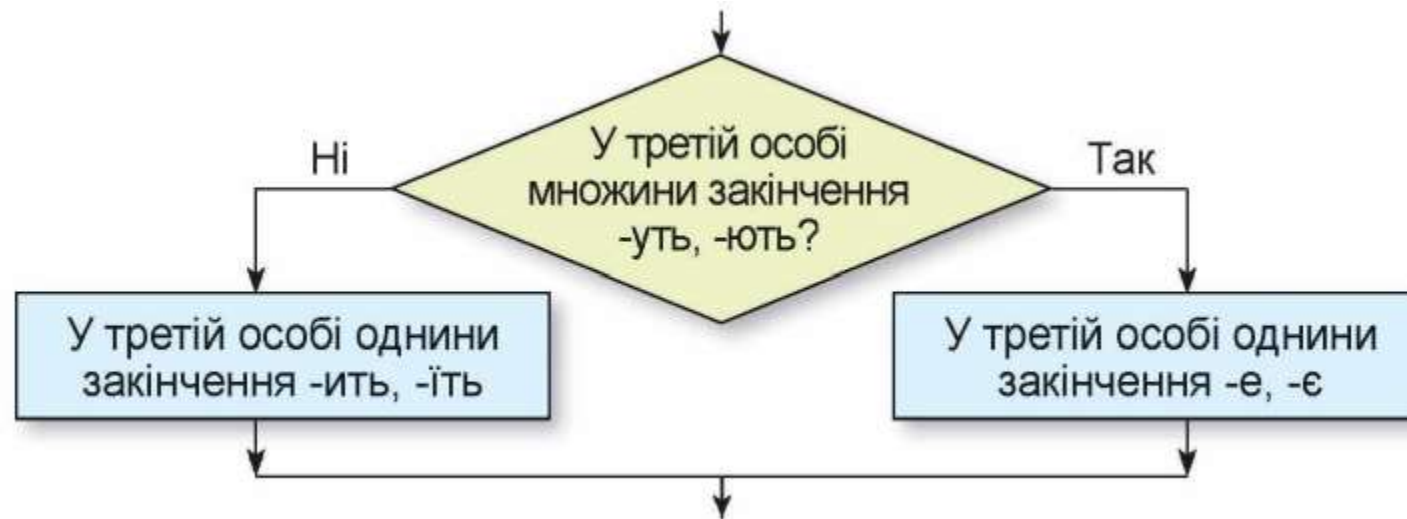 У третій особі
множини закінчення
-уть, -ють?
Ні
Так
У третій особі однини
закінчення -ить, -їть
У третій особі однини
закінчення -е, -є